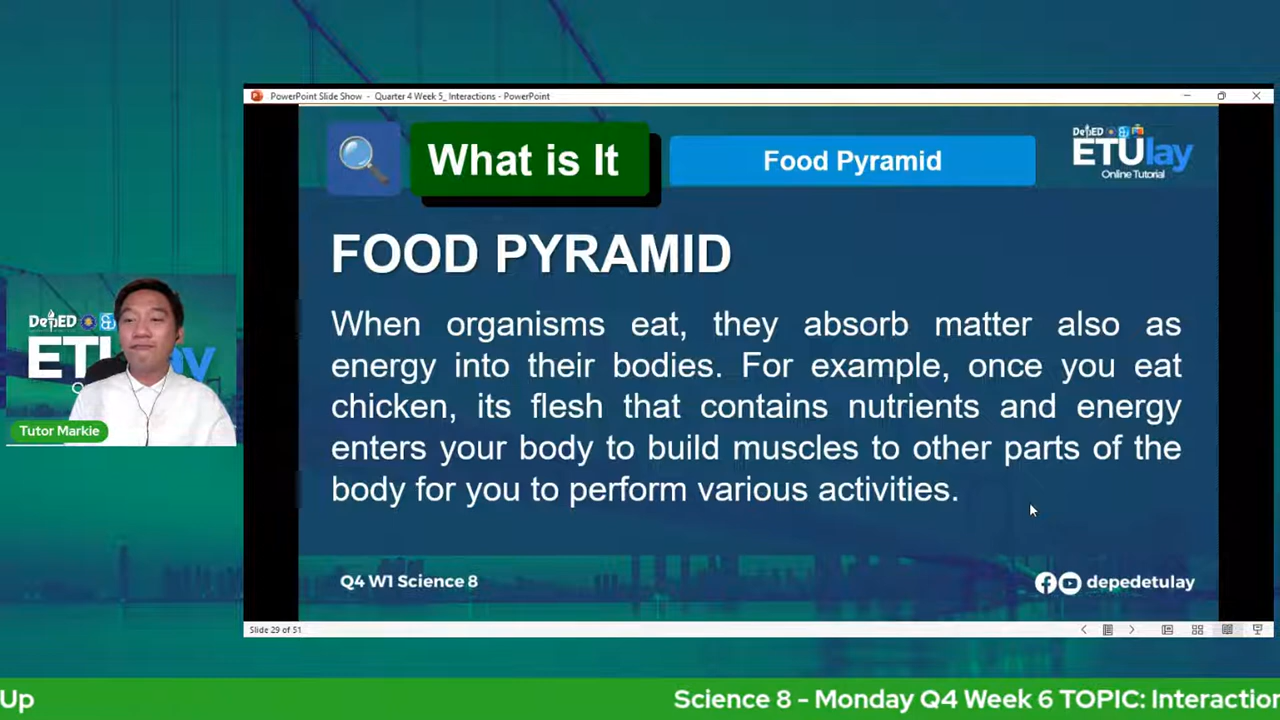 PowerPoint Slide Show - Quarter 4 Week 5_ Interactions - PowerPoint
What is It
Food Pyramid
DepED
ETUlay
Online Tutorial
FOOD PYRAMID
When organisms eat, they absorb matter also as
energy into their bodies. For example, once you eat
chicken, its flesh that contains nutrients and energy
enters your body to build muscles to other parts of the
body for you to perform various activities.
DepED
ET
lay
Tutor Markie
Q4 W1 Science 8
depedetulay
Slide 29 of 51
Up
Science 8 - Monday Q4 Week 6 TOPIC: Interaction